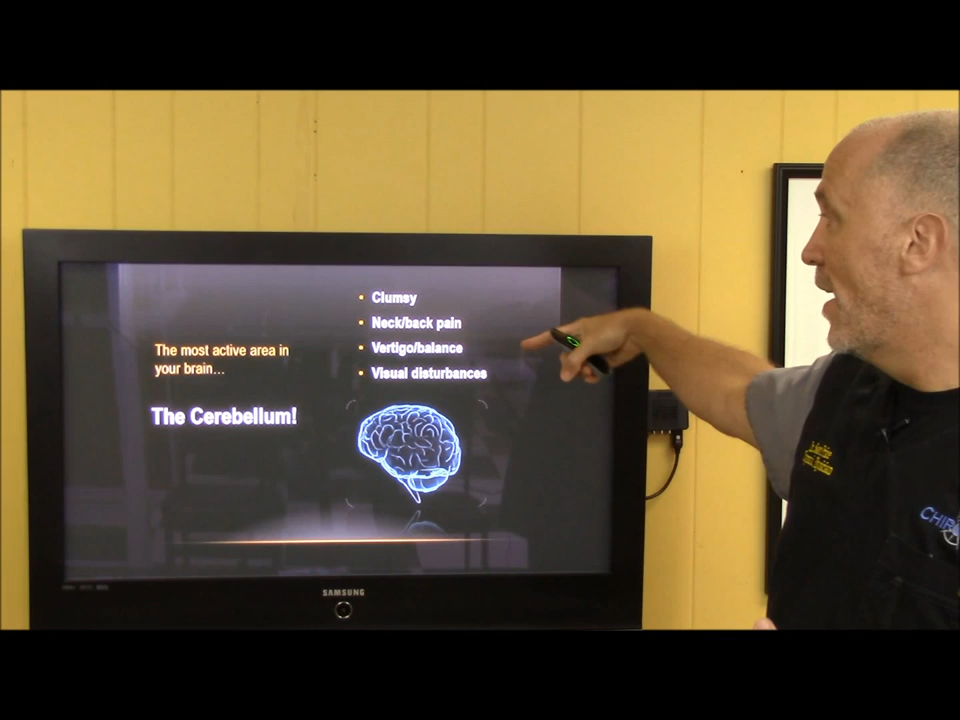 The most active area in
your brain...
The Cerebellum!
• Clumsy
• Neck/back pain
• Vertigo/balance
• Visual disturbances
SAMSUNG